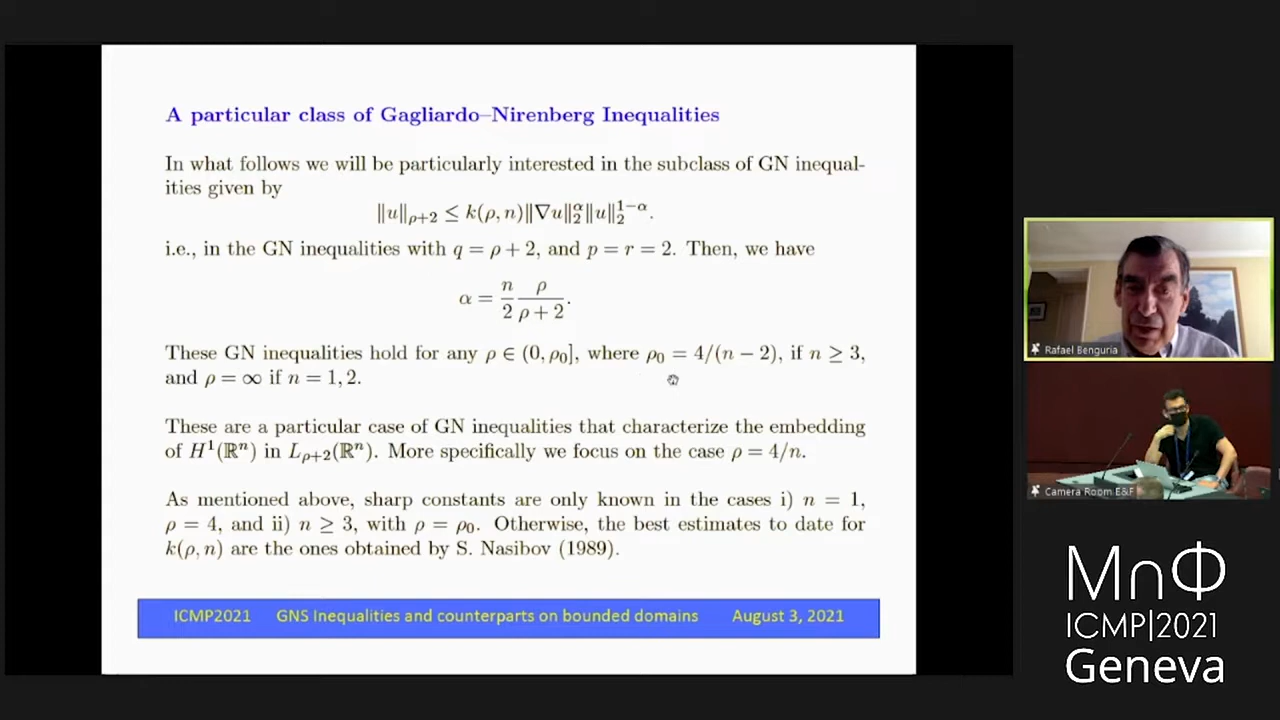 A particular class of Gagliardo–Nirenberg Inequalities
In what follows we will be particularly interested in the subclass of GN inequal-
ities given by
‖u‖ρ+2 ≤ k(ρ, n)‖∇u‖₂^α‖u‖₂^{1−α}.
i.e., in the GN inequalities with q = ρ + 2, and p = r = 2. Then, we have
α = n/2 ρ/(ρ + 2).
These GN inequalities hold for any ρ ∈ (0, ρ₀], where ρ₀ = 4/(n − 2), if n ≥ 3,
and ρ = ∞ if n = 1, 2.
These are a particular case of GN inequalities that characterize the embedding
of H¹(ℝⁿ) in Lρ+2(ℝⁿ). More specifically we focus on the case ρ = 4/n.
As mentioned above, sharp constants are only known in the cases i) n = 1,
ρ = 4, and ii) n ≥ 3, with ρ = ρ₀. Otherwise, the best estimates to date for
k(ρ, n) are the ones obtained by S. Nasibov (1989).
ICMP2021 GNS Inequalities and counterparts on bounded domains August 3, 2021
Rafael Benguria
Camera Room E&F
M∩Φ
ICMP|2021
Geneva